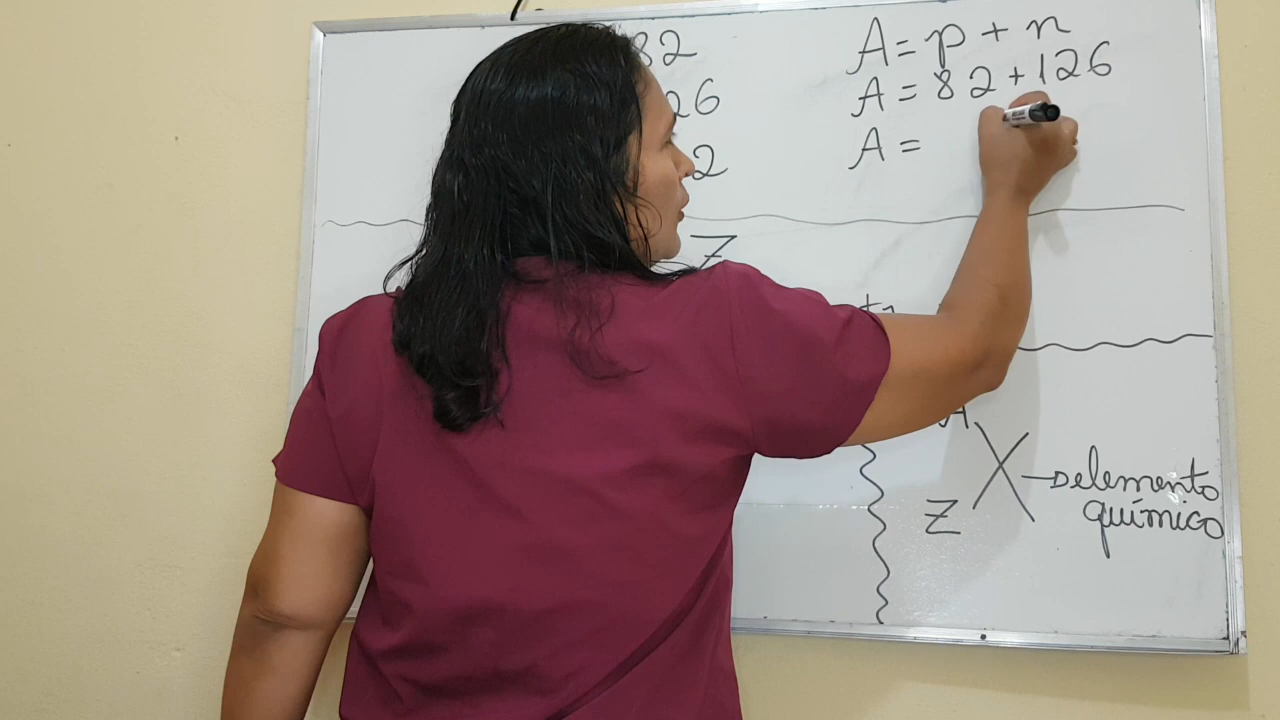 82
A = p + n
26
A = 82 + 126
2
A =
Z
A
X → elemento
Z
químico